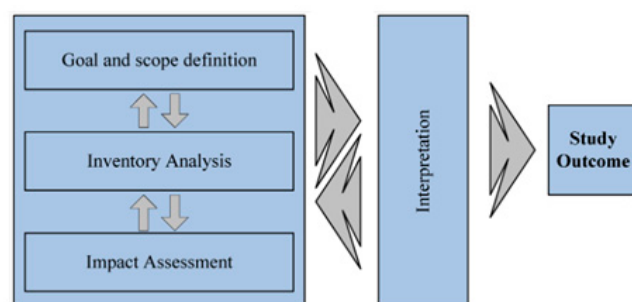 Goal and scope definition
Inventory Analysis
Impact Assessment
Interpretation
Study
Outcome